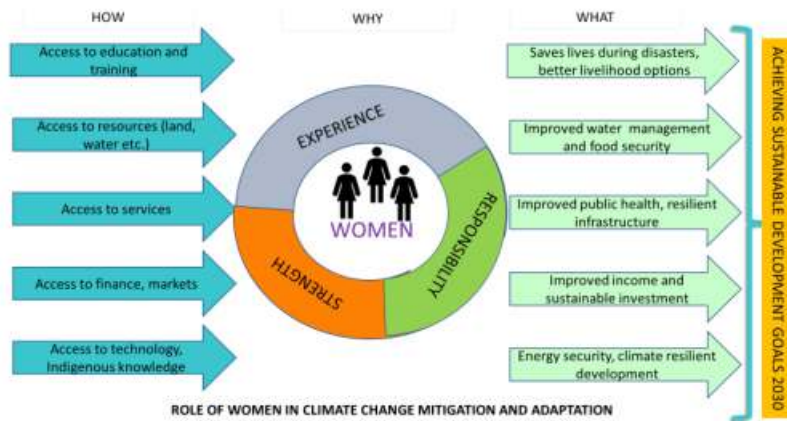 HOW
WHY
WHAT
Access to education and
training
Access to resources (land,
water etc.)
Access to services
Access to finance, markets
Access to technology,
Indigenous knowledge
EXPERIENCE
RESPONSIBILITY
STRENGTH
WOMEN
Saves lives during disasters,
better livelihood options
Improved water management
and food security
Improved public health, resilient
infrastructure
Improved income and
sustainable investment
Energy security, climate resilient
development
ACHIEVING SUSTAINABLE DEVELOPMENT GOALS 2030
ROLE OF WOMEN IN CLIMATE CHANGE MITIGATION AND ADAPTATION